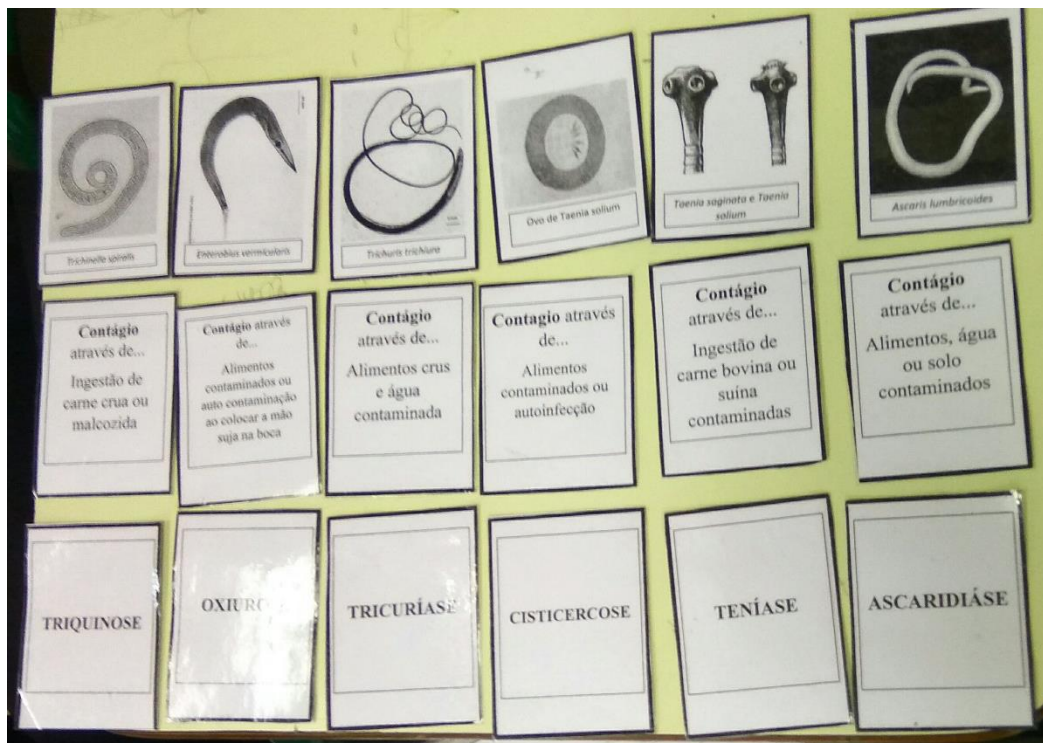 Trichinella spiralis
Enterobius vermicularis
Trichuris trichiura
Ovo de Taenia solium
Taenia saginata e Taenia
solium
Ascaris lumbricoides
Contágio
através de...
Ingestão de
carne crua ou
malcozida
Contágio através
de...
Alimentos
contaminados ou
auto contaminação
ao colocar a mão
suja na boca
Contágio
através de...
Alimentos crus
e água
contaminada
Contagio através
de...
Alimentos
contaminados ou
autoinfecção
Contágio
através de...
Ingestão de
carne bovina ou
suína
contaminadas
Contágio
através de...
Alimentos, água
ou solo
contaminados
TRIQUINOSE
TRICURÍASE
CISTICERCOSE
TENÍASE
ASCARIDIÁSE